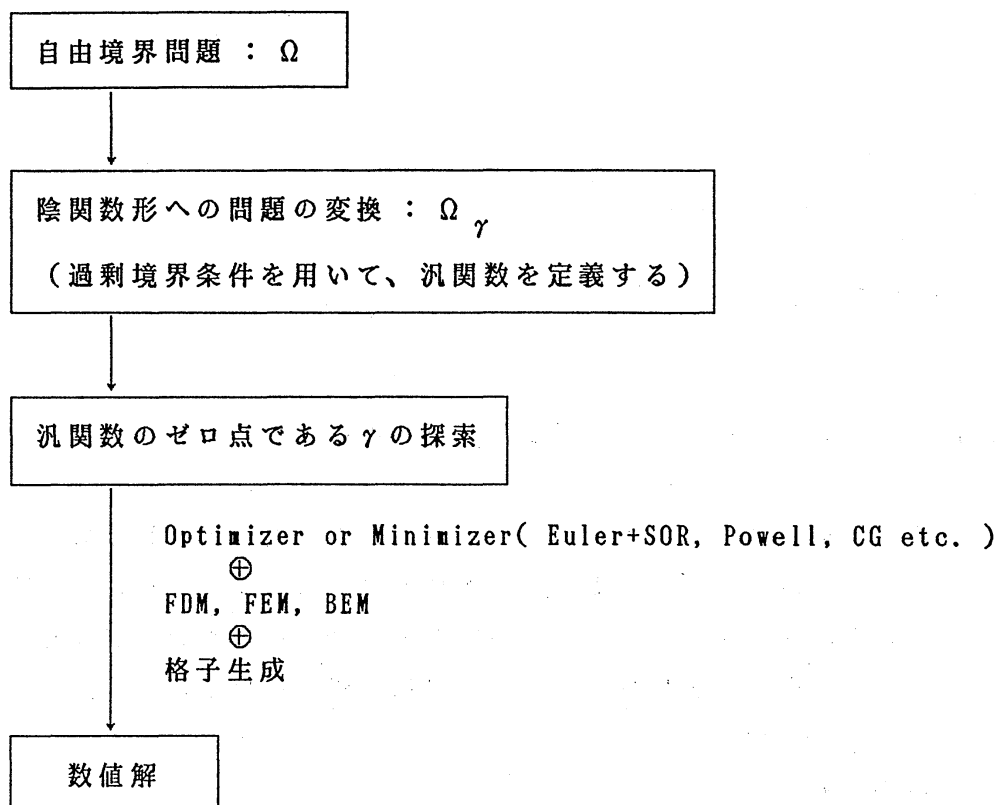 自由境界問題 : Ω
陰関数形への問題の変換 : Ω γ
(過剰境界条件を用いて、汎関数を定義する)
汎関数のゼロ点であるγの探索
Optimizer or Minimizer( Euler+SOR, Powell, CG etc. )
⊕
FDM, FEM, BEM
⊕
格子生成
数値解